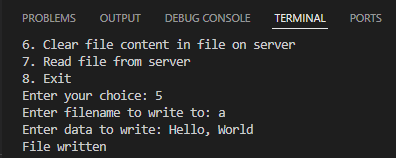 PROBLEMS OUTPUT DEBUG CONSOLE TERMINAL PORTS
6. Clear file content in file on server
7. Read file from server
8. Exit
Enter your choice: 5
Enter filename to write to: a
Enter data to write: Hello, World
File written